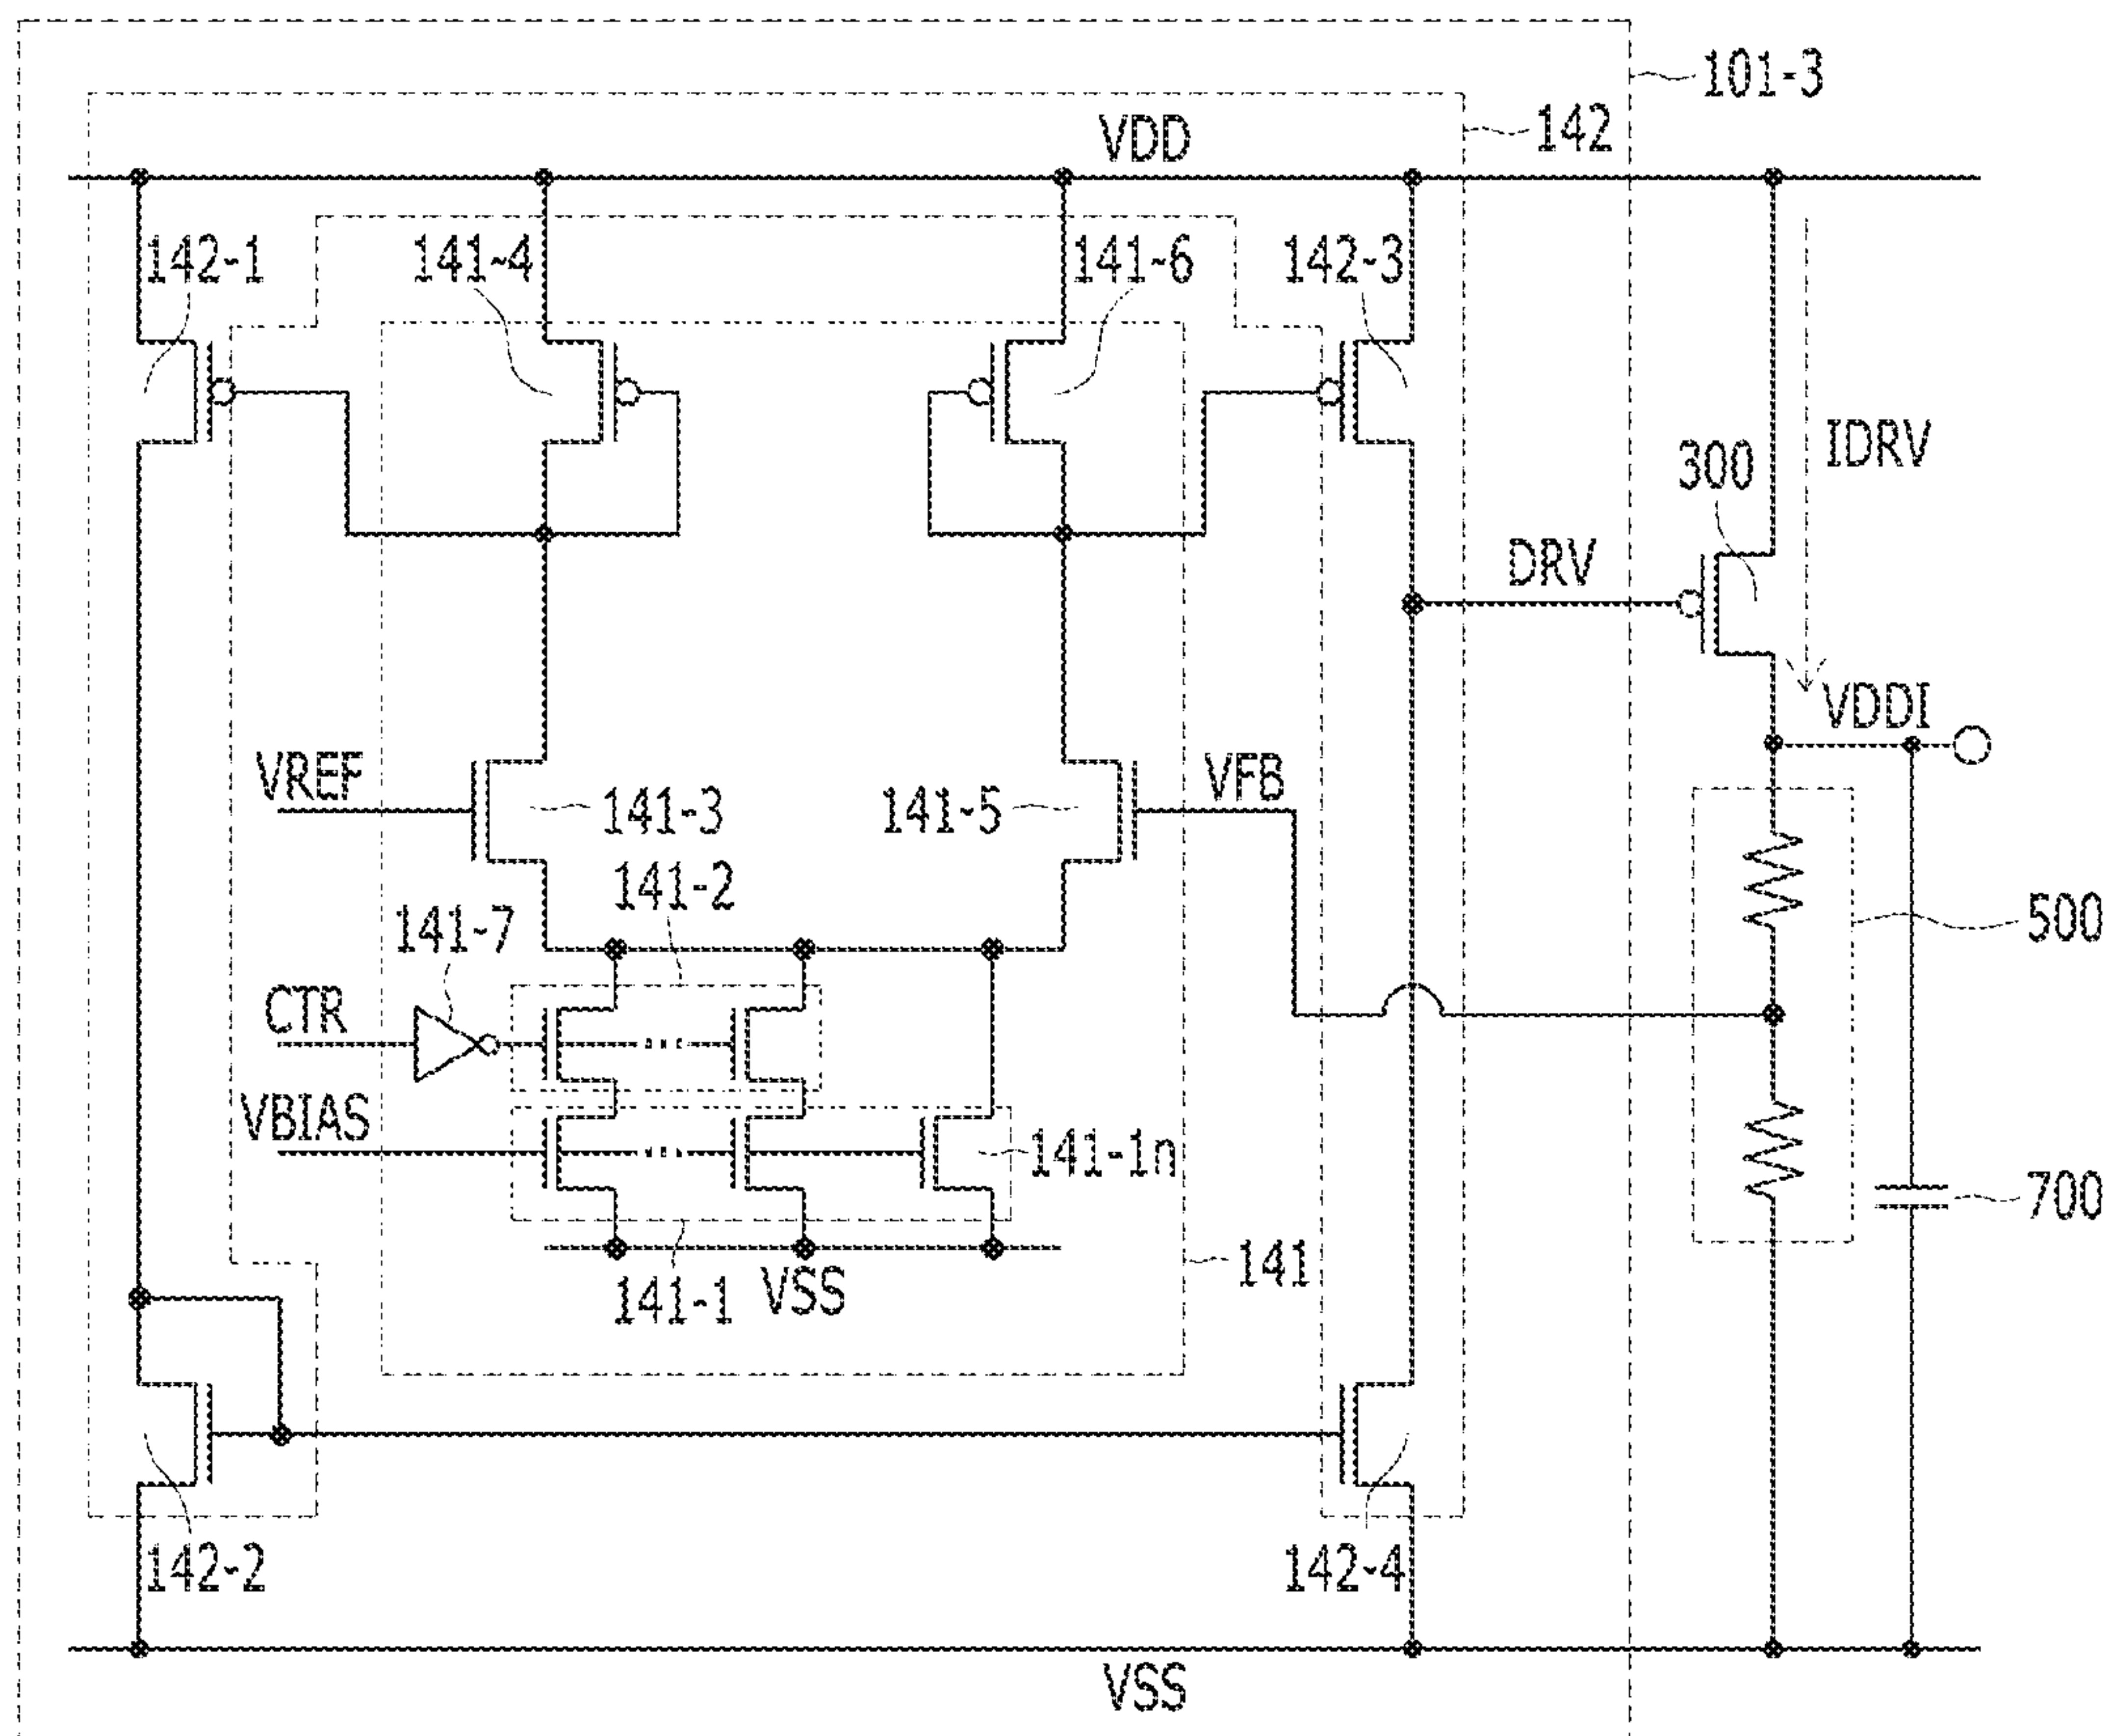 101-3
VDD
142
142-1
141-4
141-6
142-3
IDRV
300
DRV
VDDI
VREF
141-3
141-5
VFB
141-2
141-7
500
CTR
VBIAS
141-1n
700
141
141-1
VSS
142-2
142-4
VSS